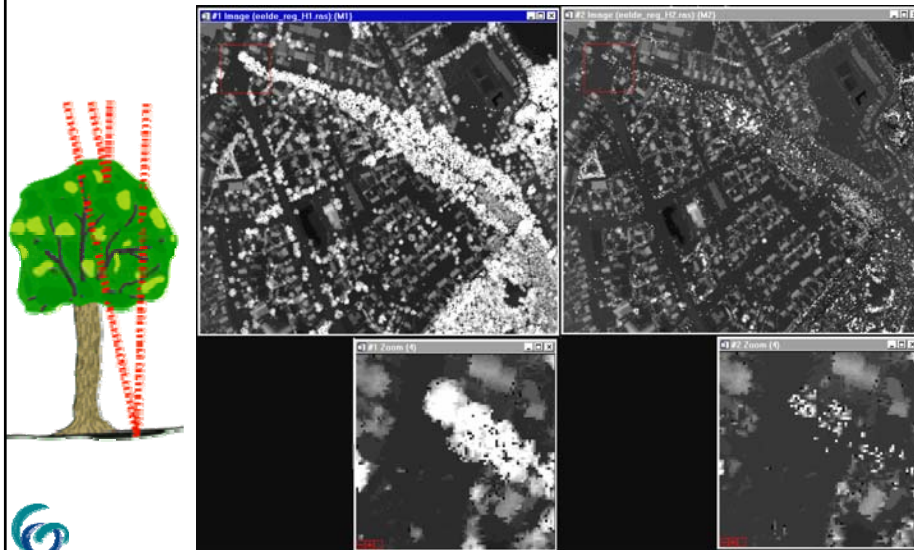 #1 Image (eelde_reg_H1.ras):(M1)
#2 Image (eelde_reg_H2.ras):(M2)
#1 Zoom (4)
#2 Zoom (4)